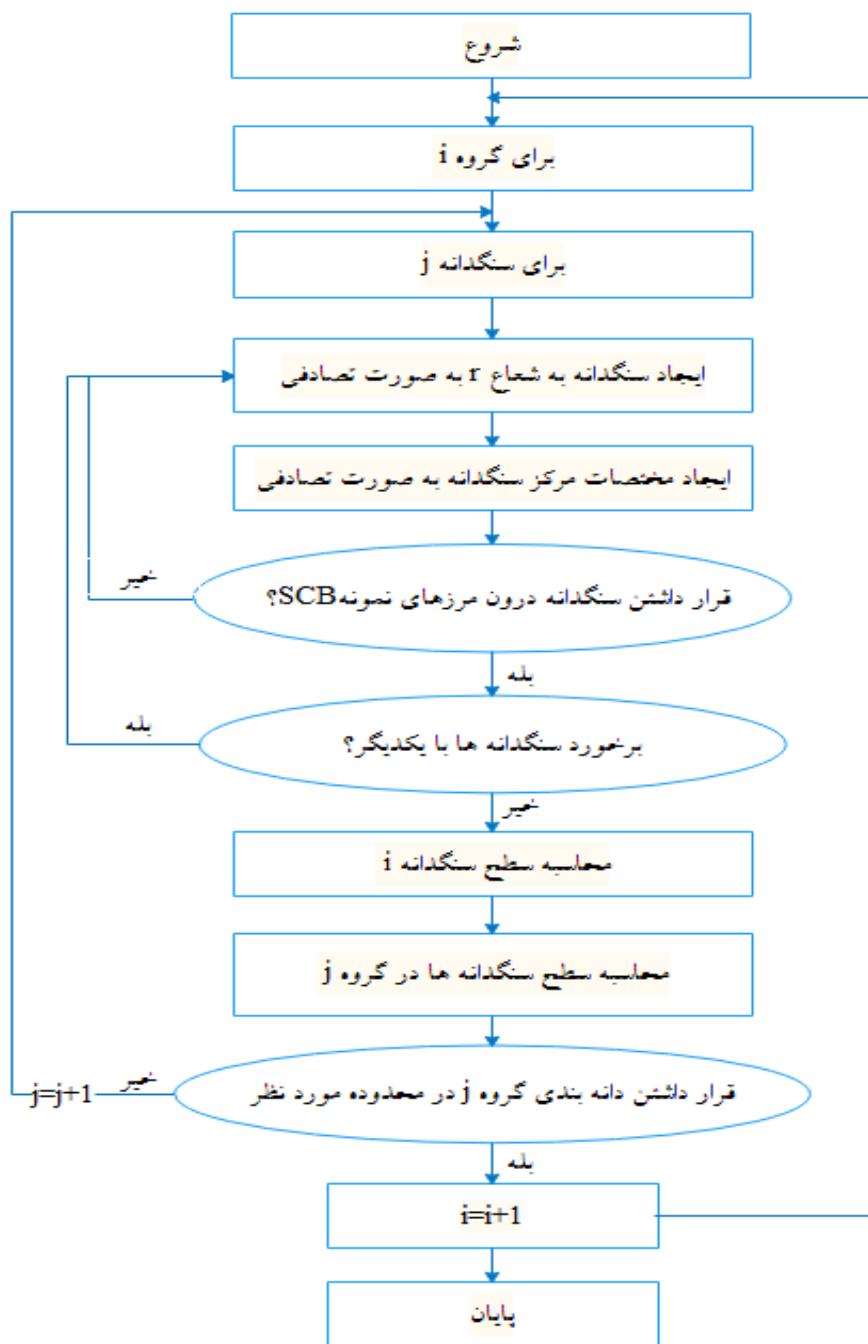 شروع
برای گروه i
برای سنگدانه j
ایجاد سنگدانه به شعاع r به صورت تصادفی
ایجاد مختصات مرکز سنگدانه به صورت تصادفی
قرار داشتن سنگدانه درون مرزهای نمونهSCB؟
خیر
بله
برخورد سنگدانه ها با یکدیگر؟
بله
خیر
محاسبه سطح سنگدانه i
محاسبه سطح سنگدانه ها در گروه j
قرار داشتن دانه بندی گروه j در محدوده مورد نظر
خیر
j=j+1
بله
i=i+1
پایان